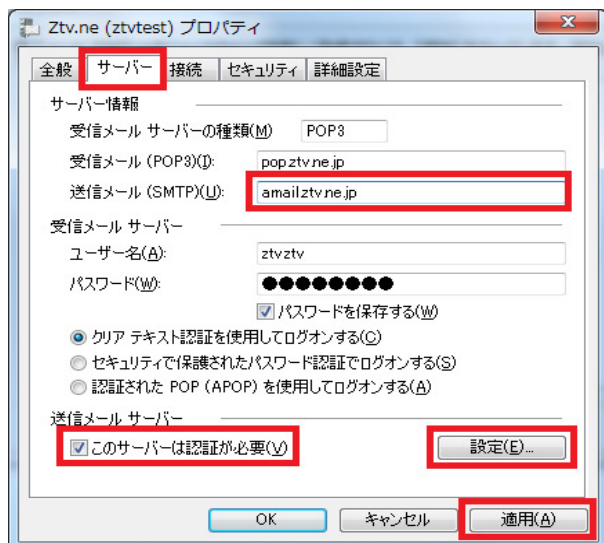 Ztv.ne (ztvtest) プロパティ
全般 サーバー 接続 セキュリティ 詳細設定
サーバー情報
受信メール サーバーの種類(M) POP3
受信メール (POP3)(I): pop.ztv.ne.jp
送信メール (SMTP)(U): amail.ztv.ne.jp
受信メール サーバー
ユーザー名(A): ztvztv
パスワード(W): ●●●●●●●●
パスワードを保存する(W)
クリア テキスト認証を使用してログオンする(C)
セキュリティで保護されたパスワード認証でログオンする(S)
認証された POP (APOP) を使用してログオンする(A)
送信メール サーバー
このサーバーは認証が必要(V) 設定(E)...
OK キャンセル 適用(A)